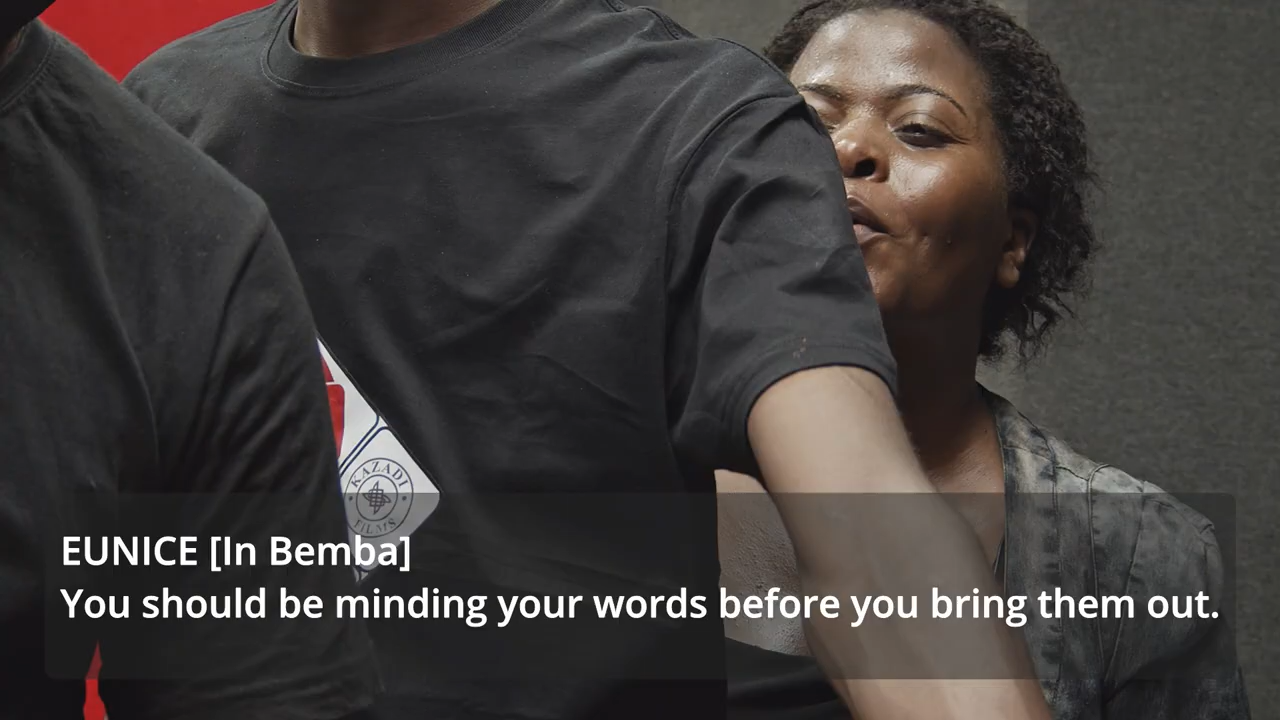 KAZADI
FILMS
EUNICE [In Bemba]
You should be minding your words before you bring them out.